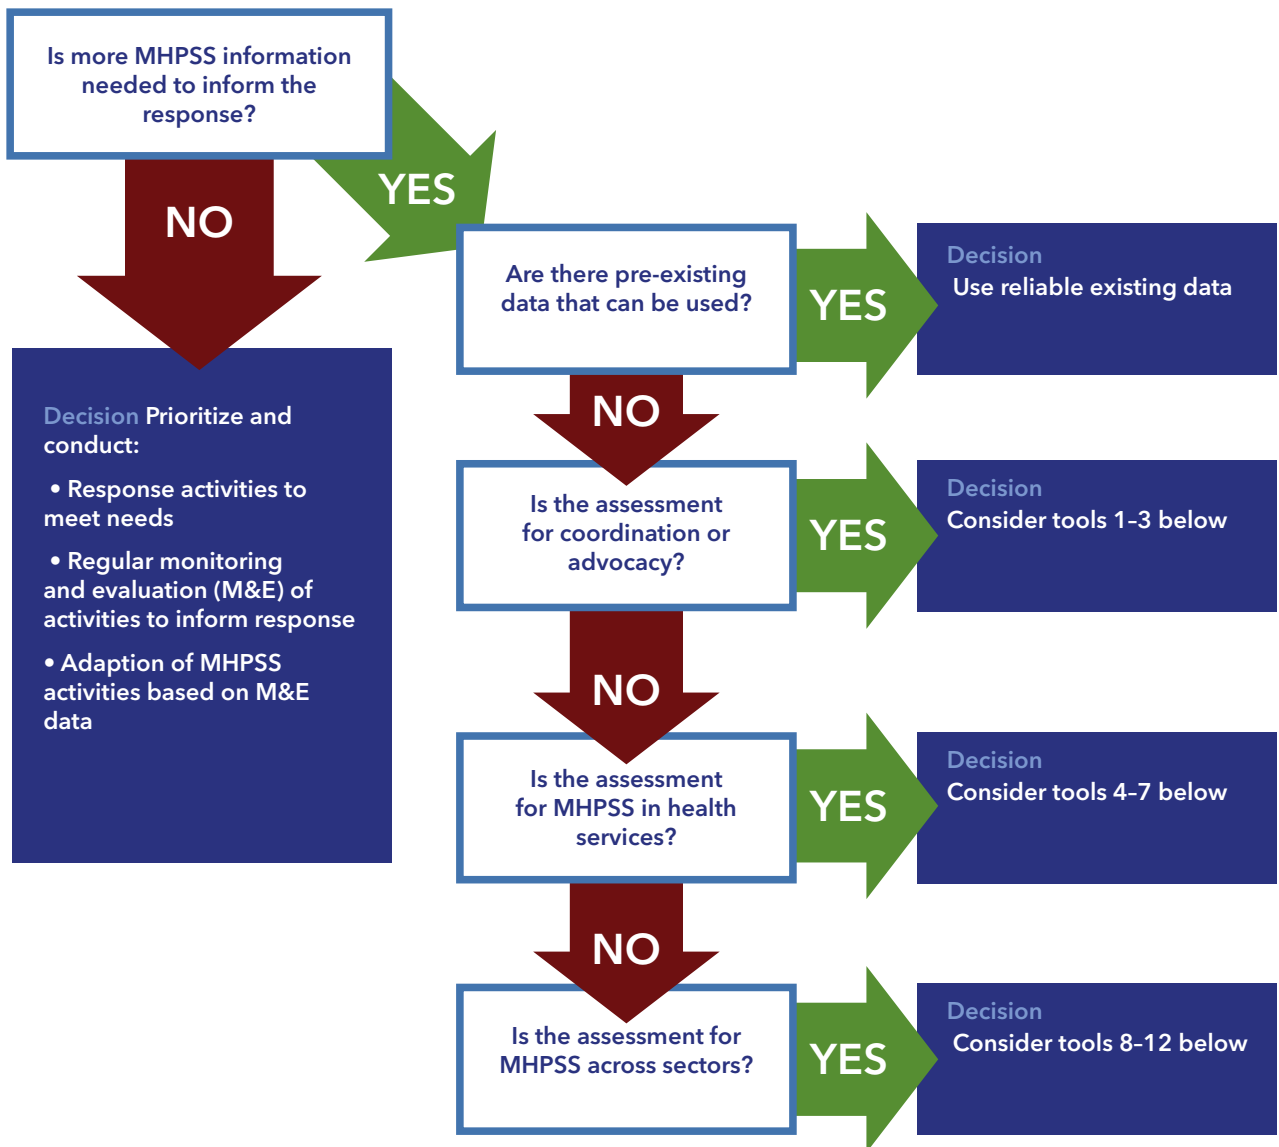 Is more MHPSS information
needed to inform the
response?
YES
NO
Are there pre-existing
data that can be used?
YES
Decision
Use reliable existing data
NO
Decision Prioritize and
conduct:
• Response activities to
meet needs
• Regular monitoring
and evaluation (M&E) of
activities to inform response
• Adaption of MHPSS
activities based on M&E
data
Is the assessment
for coordination or
advocacy?
YES
Decision
Consider tools 1–3 below
NO
Is the assessment
for MHPSS in health
services?
YES
Decision
Consider tools 4–7 below
NO
Is the assessment for
MHPSS across sectors?
YES
Decision
Consider tools 8–12 below